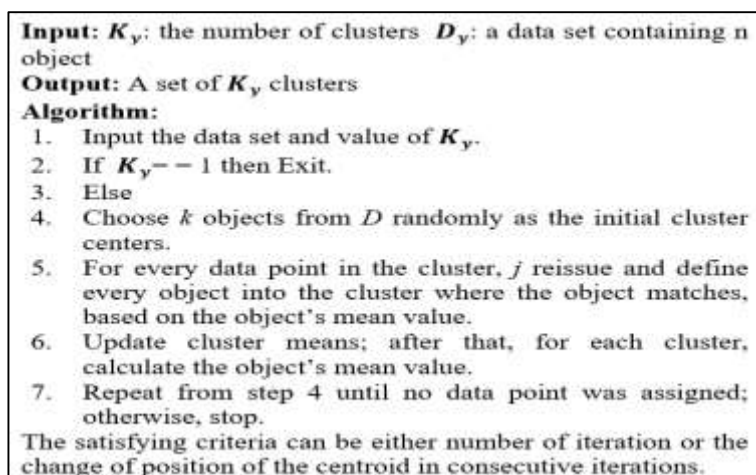 Input: Kᵧ: the number of clusters Dᵧ: a data set containing n
object
Output: A set of Kᵧ clusters
Algorithm:
1. Input the data set and value of Kᵧ.
2. If Kᵧ– – 1 then Exit.
3. Else
4. Choose k objects from D randomly as the initial cluster
centers.
5. For every data point in the cluster, j reissue and define
every object into the cluster where the object matches,
based on the object's mean value.
6. Update cluster means; after that, for each cluster,
calculate the object's mean value.
7. Repeat from step 4 until no data point was assigned;
otherwise, stop.
The satisfying criteria can be either number of iteration or the
change of position of the centroid in consecutive iterations.